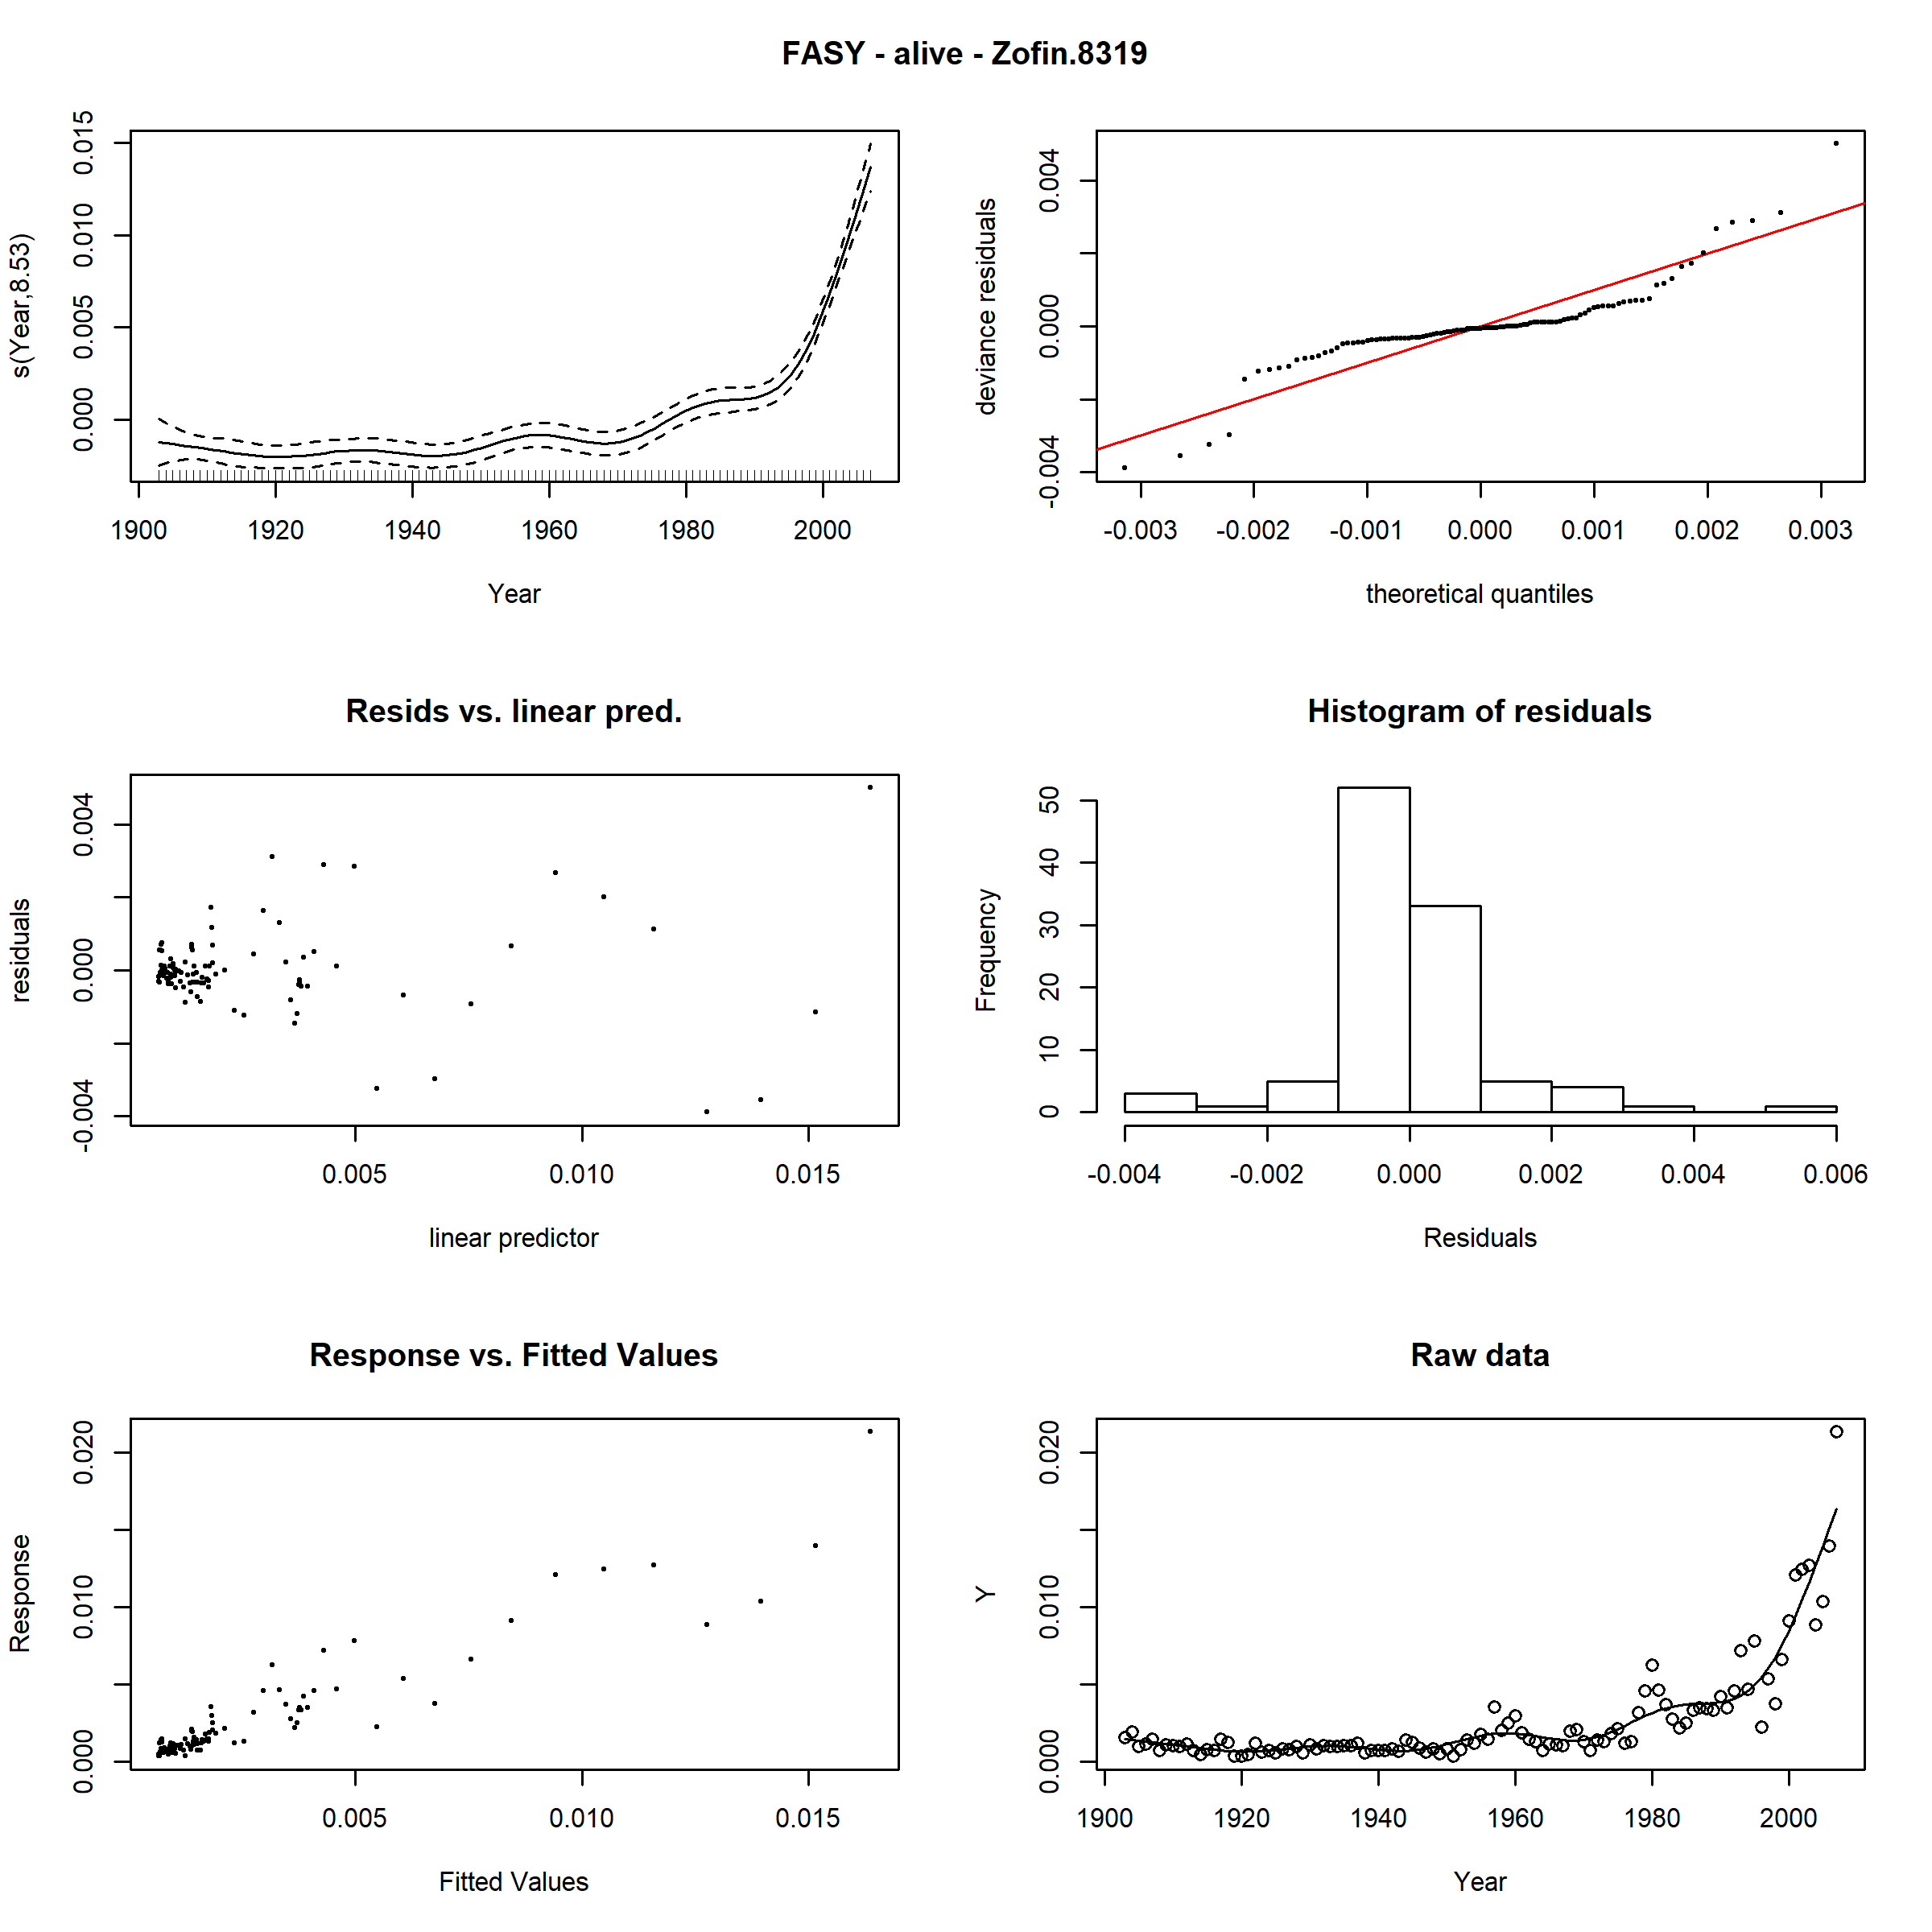 FASY - alive - Zofin.8319
s(Year,8.53)
0.000 0.005 0.010 0.015
1900 1920 1940 1960 1980 2000
Year
deviance residuals
-0.004 0.000 0.004
-0.003 -0.002 -0.001 0.000 0.001 0.002 0.003
theoretical quantiles
Resids vs. linear pred.
residuals
-0.004 0.000 0.004
0.005 0.010 0.015
linear predictor
Histogram of residuals
Frequency
0 10 20 30 40 50
-0.004 -0.002 0.000 0.002 0.004 0.006
Residuals
Response vs. Fitted Values
Response
0.000 0.010 0.020
0.005 0.010 0.015
Fitted Values
Raw data
Y
0.000 0.010 0.020
1900 1920 1940 1960 1980 2000
Year